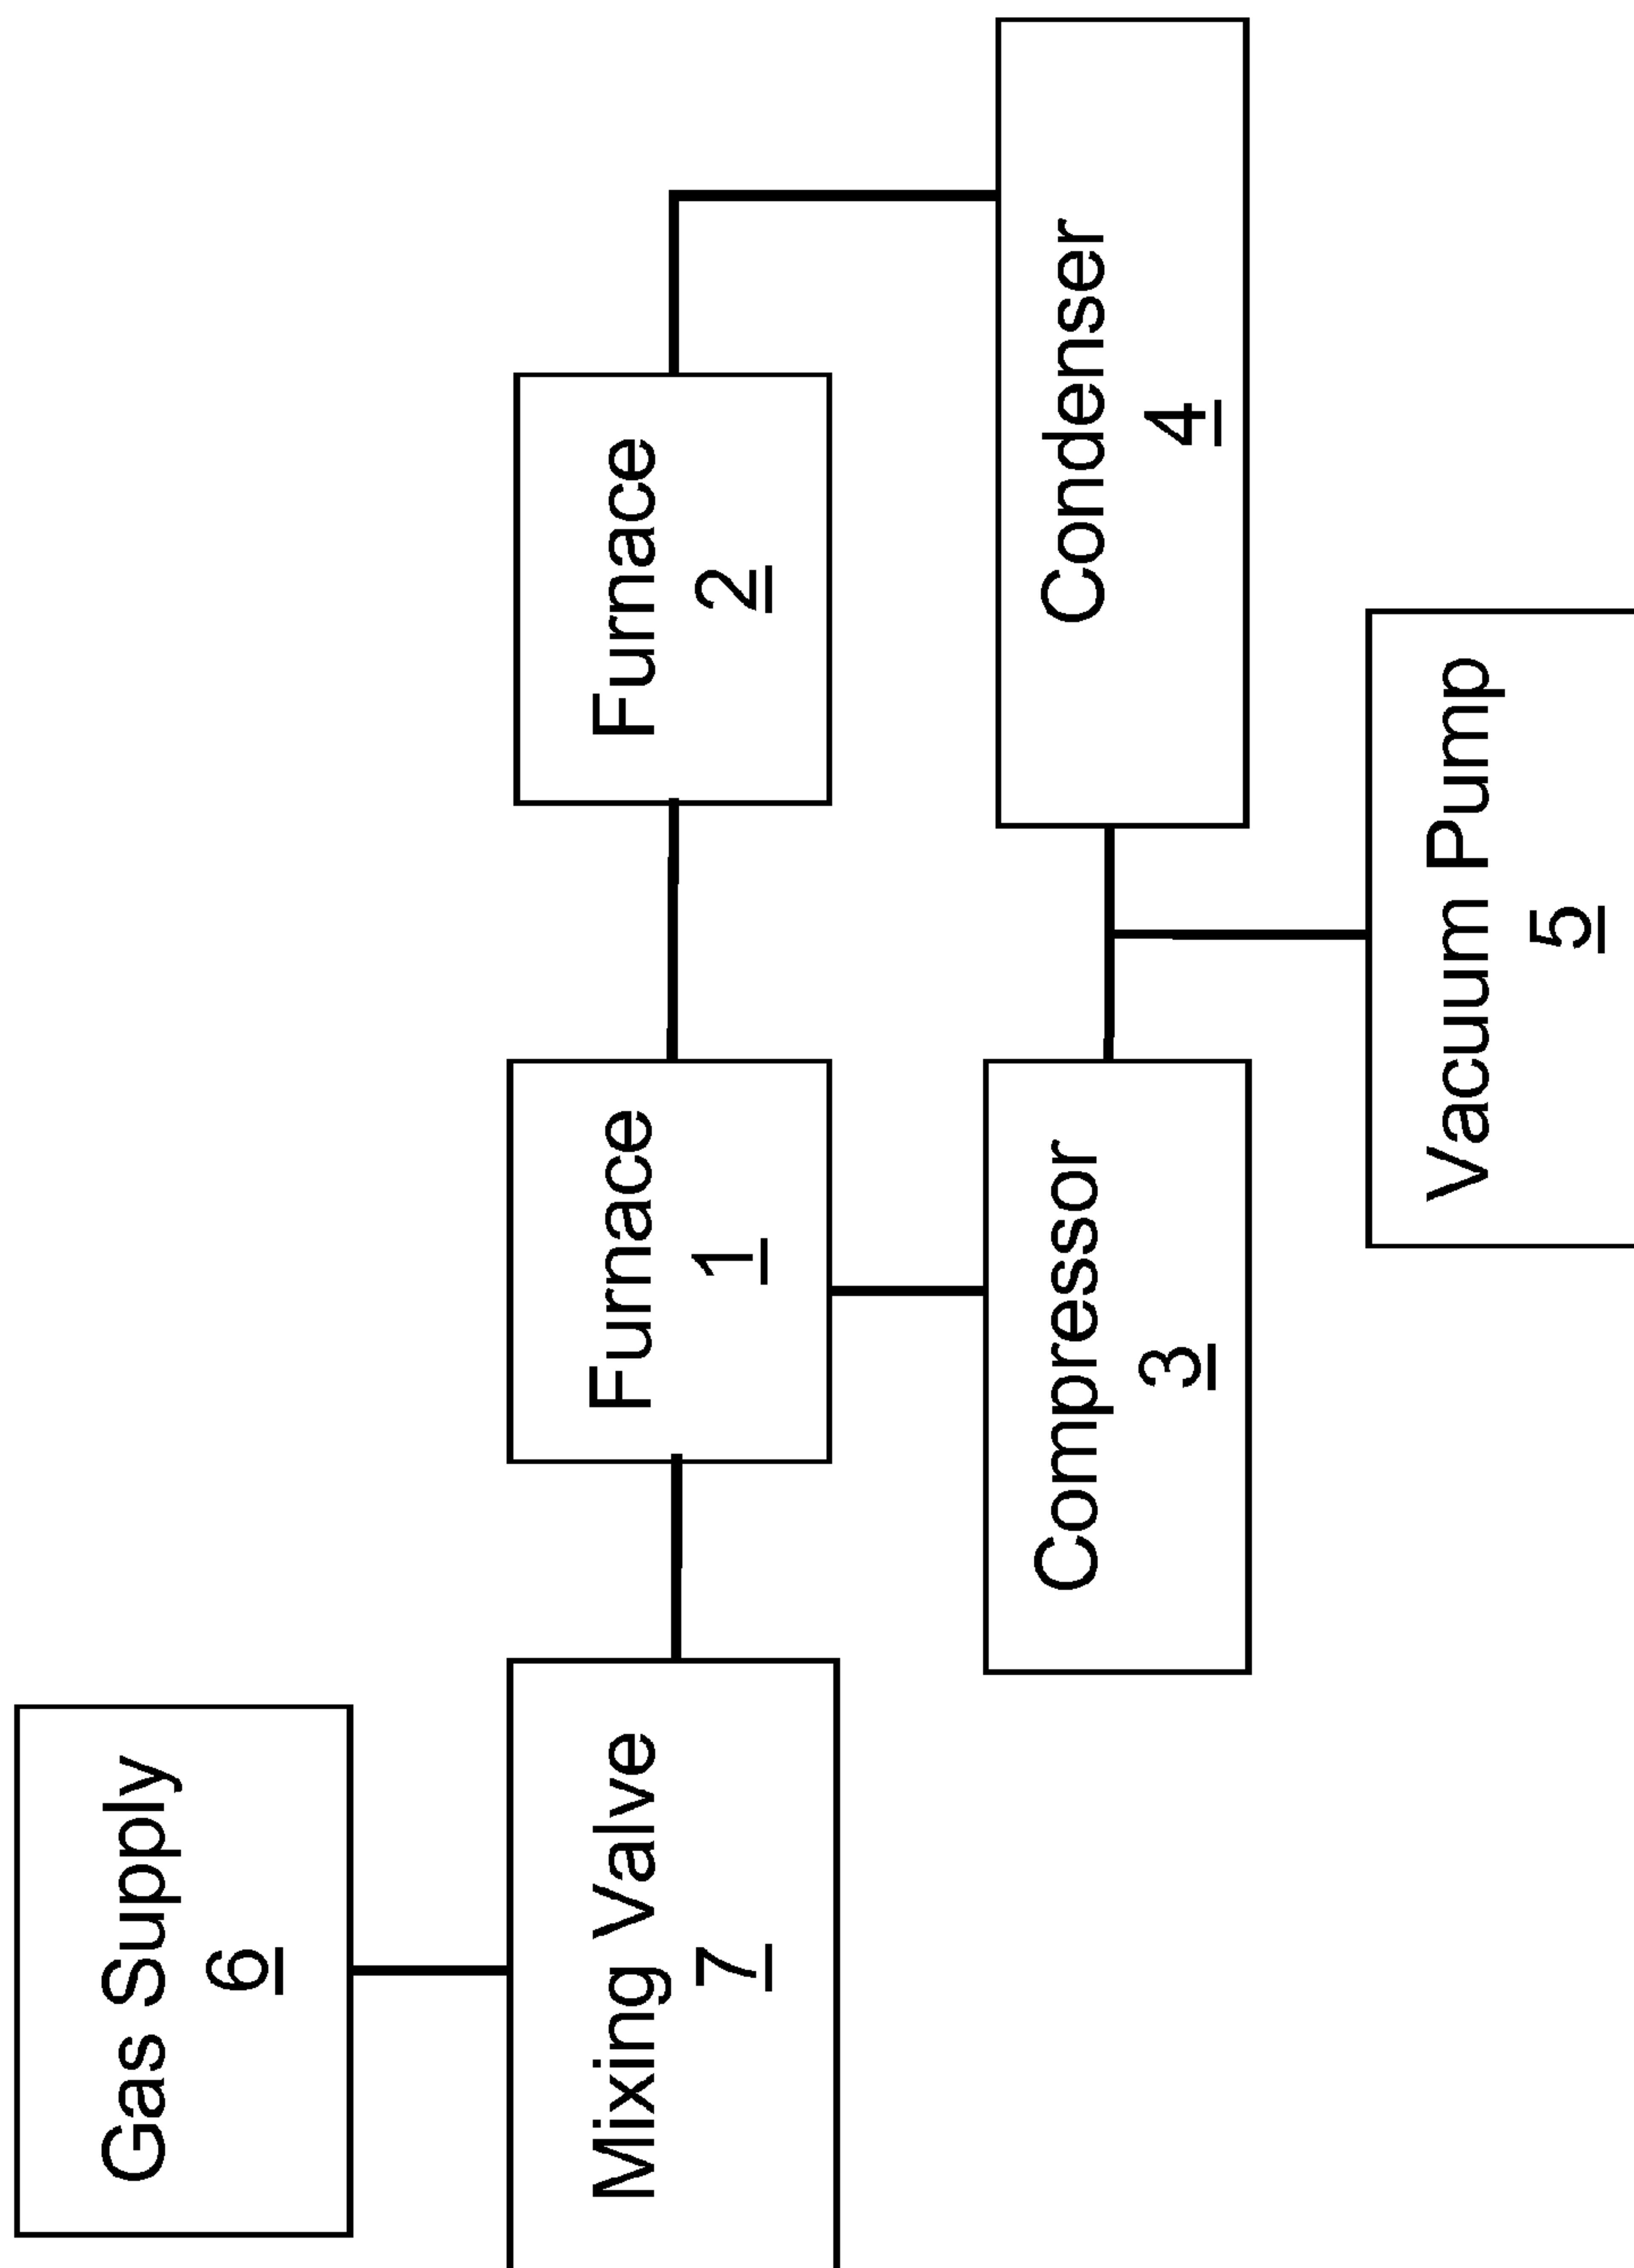 Gas Supply
6
Mixing Valve
7
Furnace
1
Furnace
2
Compressor
3
Condenser
4
Vacuum Pump
5